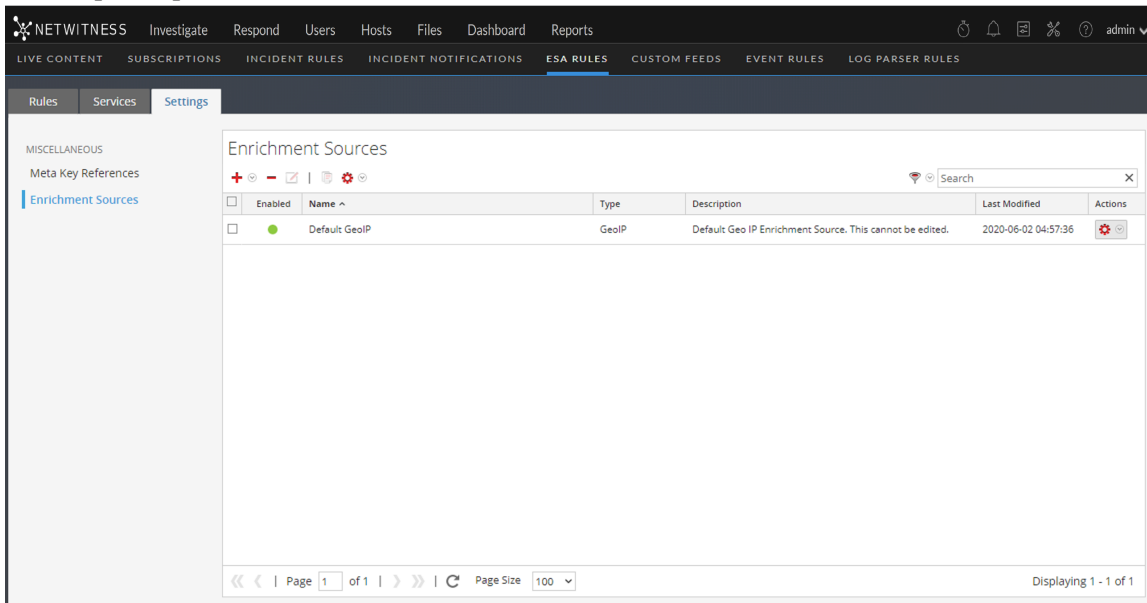 NETWITNESS Investigate Respond Users Hosts Files Dashboard Reports admin
LIVE CONTENT SUBSCRIPTIONS INCIDENT RULES INCIDENT NOTIFICATIONS ESA RULES CUSTOM FEEDS EVENT RULES LOG PARSER RULES
Rules Services Settings
MISCELLANEOUS
Meta Key References
Enrichment Sources
Enrichment Sources
Search
Enabled Name Type Description Last Modified Actions
Default GeoIP GeoIP Default Geo IP Enrichment Source. This cannot be edited. 2020-06-02 04:57:36
Page 1 of 1 Page Size 100 Displaying 1 - 1 of 1